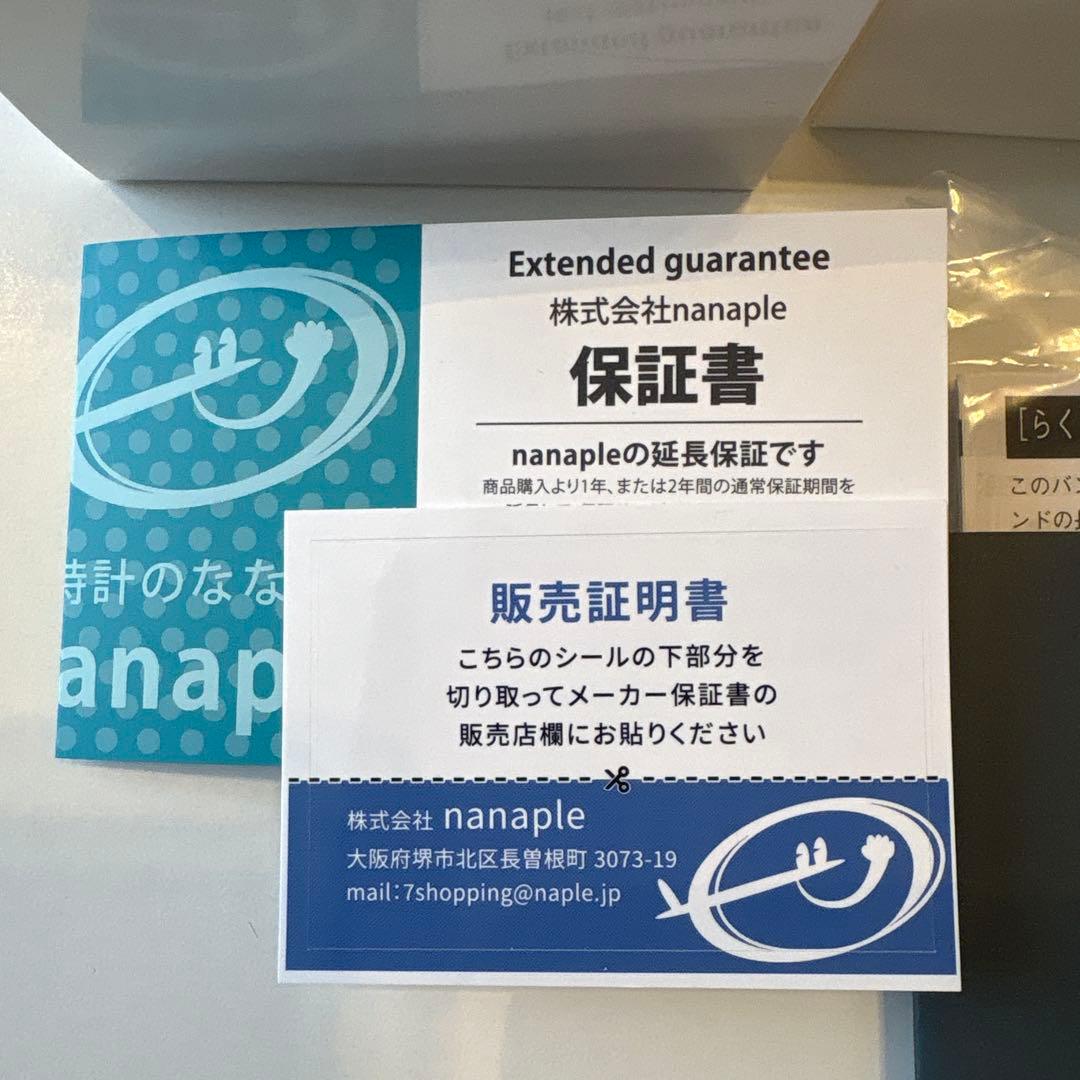 Extended guarantee
株式会社nanaple
保証書
nanapleの延長保証です
商品購入より1年、または2年間の通常保証期間を
時計のなな
anap
販売証明書
こちらのシールの下部分を
切り取ってメーカー保証書の
販売店欄にお貼りください
株式会社 nanaple
大阪府堺市北区長曽根町 3073-19
mail:7shopping@naple.jp
[らく
このバン
ンドの長